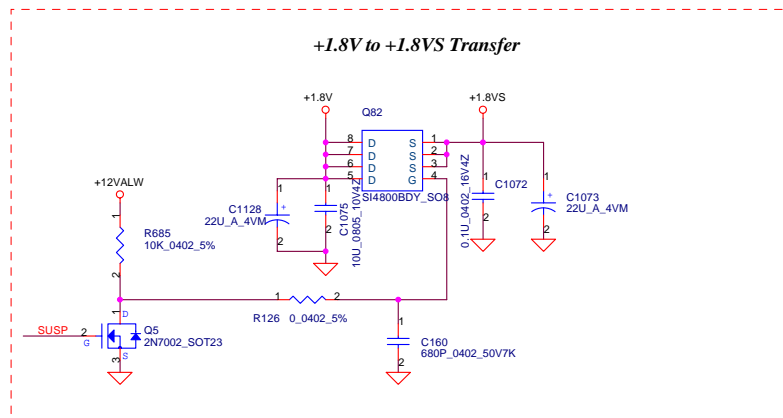 +1.8V to +1.8VS Transfer
+1.8V
Q82
+1.8VS
8 D S 1
7 D S 2
6 D S 3
5 D G 4
SI4800BDY_SO8
+12VALW
1
R685
10K_0402_5%
2
1
C1128
22U_A_4VM
+
2
1
C1075
10U_0805_10V4Z
2
1
C1072
0.1U_0402_16V4Z
2
1
C1073
22U_A_4VM
+
2
1 2
R126 0_0402_5%
SUSP
2
G
1
D
Q5
2N7002_SOT23
S
3
1
C160
680P_0402_50V7K
2